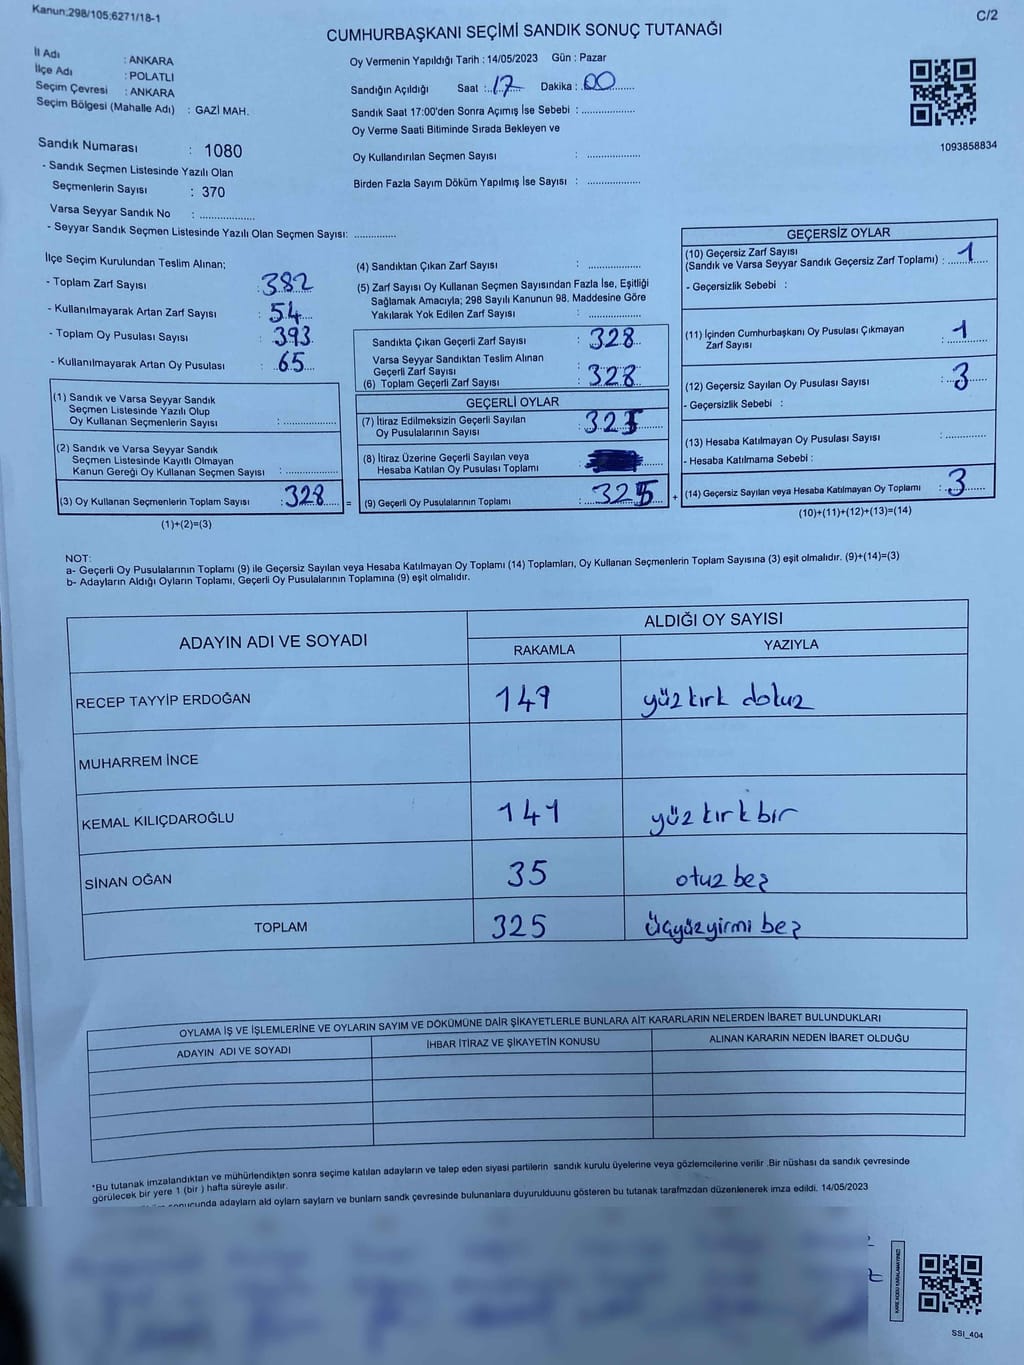 Kanun:298/105;6271/18-1
C/2
CUMHURBAŞKANI SEÇİMİ SANDIK SONUÇ TUTANAĞI
İl Adı : ANKARA
İlçe Adı : POLATLI
Seçim Çevresi : ANKARA
Seçim Bölgesi (Mahalle Adı) : GAZİ MAH.
Oy Vermenin Yapıldığı Tarih : 14/05/2023 Gün : Pazar
Sandığın Açıldığı Saat : 17 Dakika : 00
Sandık Saat 17:00'den Sonra Açımış İse Sebebi :
Oy Verme Saati Bitiminde Sırada Bekleyen ve
Oy Kullandırılan Seçmen Sayısı :
Birden Fazla Sayım Döküm Yapılmış İse Sayısı :
1093858834
Sandık Numarası : 1080
- Sandık Seçmen Listesinde Yazılı Olan
Seçmenlerin Sayısı : 370
Varsa Seyyar Sandık No :
- Seyyar Sandık Seçmen Listesinde Yazılı Olan Seçmen Sayısı:
İlçe Seçim Kurulundan Teslim Alınan;
- Toplam Zarf Sayısı : 382
- Kullanılmayarak Artan Zarf Sayısı : 54
- Toplam Oy Pusulası Sayısı : 393
- Kullanılmayarak Artan Oy Pusulası : 65
(1) Sandık ve Varsa Seyyar Sandık
Seçmen Listesinde Yazılı Olup
Oy Kullanan Seçmenlerin Sayısı :
(2) Sandık ve Varsa Seyyar Sandık
Seçmen Listesinde Kayıtlı Olmayan
Kanun Gereği Oy Kullanan Seçmen Sayısı :
(3) Oy Kullanan Seçmenlerin Toplam Sayısı : 328 =
(1)+(2)=(3)
(4) Sandıktan Çıkan Zarf Sayısı :
(5) Zarf Sayısı Oy Kullanan Seçmen Sayısından Fazla İse, Eşitliği
Sağlamak Amacıyla; 298 Sayılı Kanunun 98. Maddesine Göre
Yakılarak Yok Edilen Zarf Sayısı :
Sandıkta Çıkan Geçerli Zarf Sayısı : 328
Varsa Seyyar Sandıktan Teslim Alınan
Geçerli Zarf Sayısı :
(6) Toplam Geçerli Zarf Sayısı : 328
GEÇERLİ OYLAR
(7) İtiraz Edilmeksizin Geçerli Sayılan
Oy Pusulalarının Sayısı : 325
(8) İtiraz Üzerine Geçerli Sayılan veya
Hesaba Katılan Oy Pusulası Toplamı :
(9) Geçerli Oy Pusulalarının Toplamı : 325 +
GEÇERSİZ OYLAR
(10) Geçersiz Zarf Sayısı
(Sandık ve Varsa Seyyar Sandık Geçersiz Zarf Toplamı) : 1
- Geçersizlik Sebebi :
(11) İçinden Cumhurbaşkanı Oy Pusulası Çıkmayan
Zarf Sayısı : 1
(12) Geçersiz Sayılan Oy Pusulası Sayısı : 3
- Geçersizlik Sebebi :
(13) Hesaba Katılmayan Oy Pusulası Sayısı :
- Hesaba Katılmama Sebebi :
(14) Geçersiz Sayılan veya Hesaba Katılmayan Oy Toplamı : 3
(10)+(11)+(12)+(13)=(14)
NOT:
a- Geçerli Oy Pusulalarının Toplamı (9) ile Geçersiz Sayılan veya Hesaba Katılmayan Oy Toplamı (14) Toplamları, Oy Kullanan Seçmenlerin Toplam Sayısına (3) eşit olmalıdır. (9)+(14)=(3)
b- Adayların Aldığı Oyların Toplamı, Geçerli Oy Pusulalarının Toplamına (9) eşit olmalıdır.
ADAYIN ADI VE SOYADI
ALDIĞI OY SAYISI
RAKAMLA YAZIYLA
RECEP TAYYİP ERDOĞAN 149 yüz kırk dokuz
MUHARREM İNCE
KEMAL KILIÇDAROĞLU 141 yüz kırk bir
SİNAN OĞAN 35 otuz beş
TOPLAM 325 üçyüzyirmi beş
OYLAMA İŞ VE İŞLEMLERİNE VE OYLARIN SAYIM VE DÖKÜMÜNE DAİR ŞİKAYETLERLE BUNLARA AİT KARARLARIN NELERDEN İBARET BULUNDUKLARI
ADAYIN ADI VE SOYADI İHBAR İTİRAZ VE ŞİKAYETİN KONUSU ALINAN KARARIN NEDEN İBARET OLDUĞU
*Bu tutanak imzalandıktan ve mühürlendikten sonra seçime katılan adayların ve talep eden siyasi partilerin sandık kurulu üyelerine veya gözlemcilerine verilir .Bir nüshası da sandık çevresinde
görülecek bir yere 1 (bir ) hafta süreyle asılır.
sonucunda adaylarn ald oylarn saylarn ve bunlarn sandk çevresinde bulunanlara duyurulduunu gösteren bu tutanak tarafmzdan düzenlenerek imza edildi. 14/05/2023
KARE KODU KARALAMAYINIZ!
SSI_404